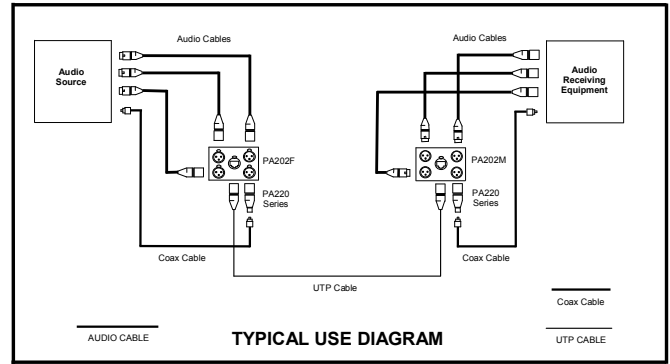 Audio Cables
Audio Cables
Audio
Source
Audio
Receiving
Equipment
PA202F
PA202M
PA220
Series
PA220
Series
Coax Cable
Coax Cable
UTP Cable
Coax Cable
AUDIO CABLE
TYPICAL USE DIAGRAM
UTP CABLE